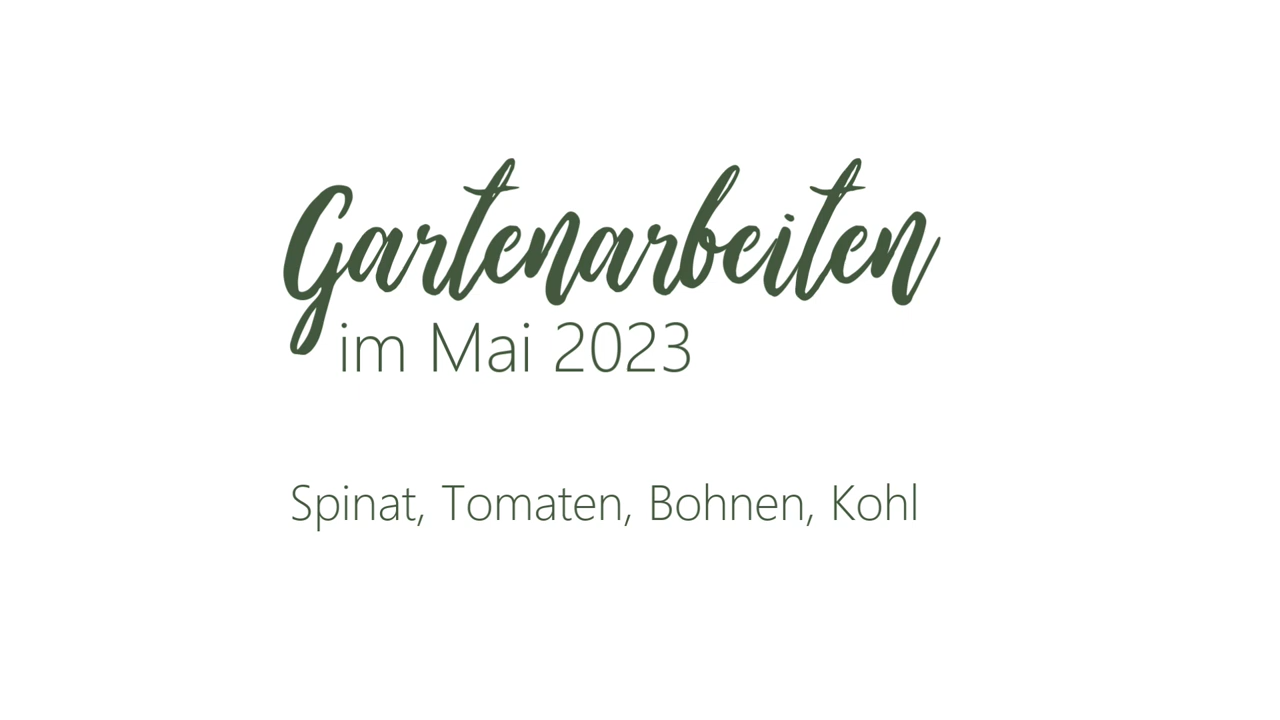 Gartenarbeiten
im Mai 2023
Spinat, Tomaten, Bohnen, Kohl